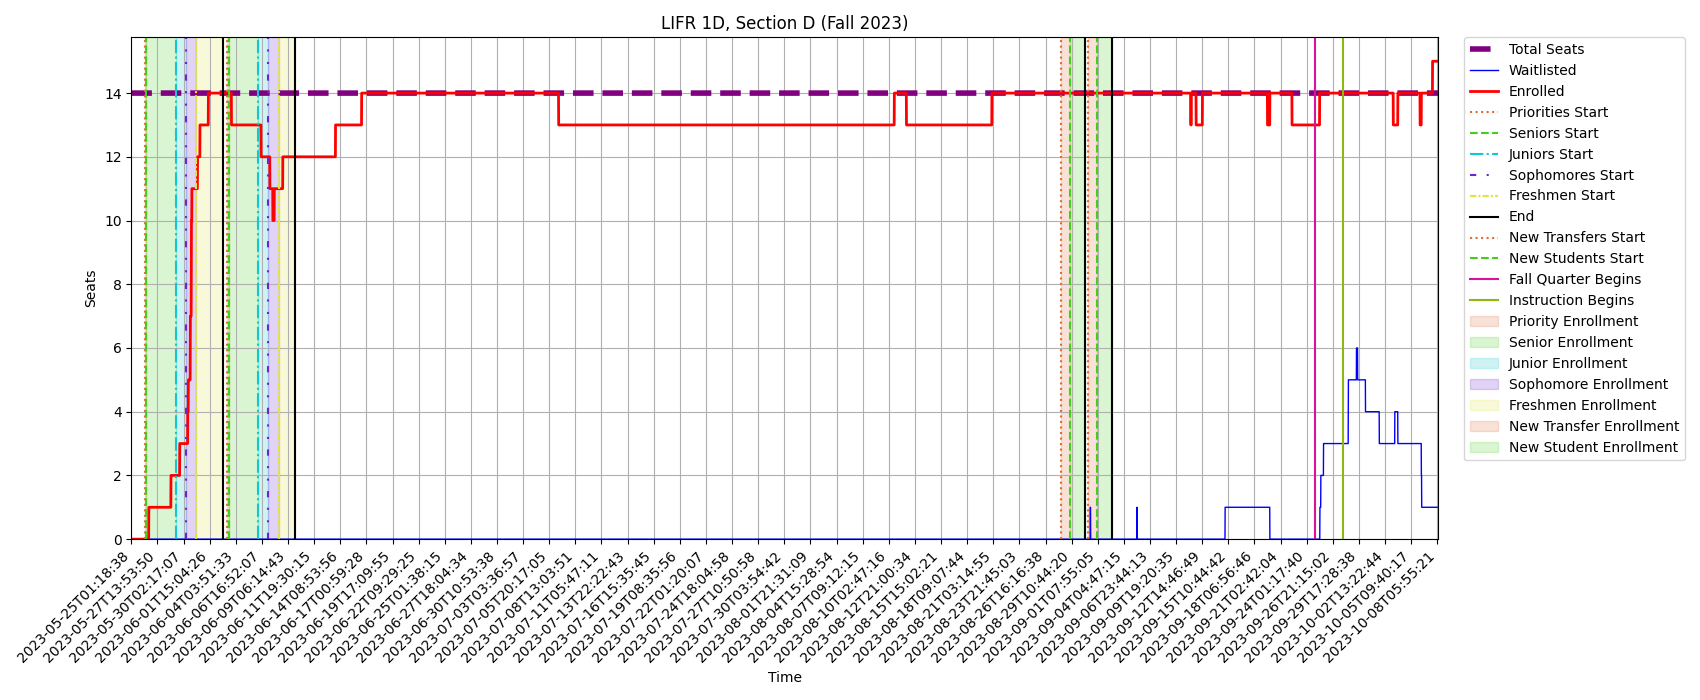 LIFR 1D, Section D (Fall 2023)
Seats
14
12
10
8
6
4
2
0
2023-05-25T01:18:38
2023-05-27T13:53:50
2023-05-30T02:17:07
2023-06-01T15:04:26
2023-06-04T03:51:33
2023-06-06T16:52:07
2023-06-09T06:14:43
2023-06-11T19:30:15
2023-06-14T08:53:56
2023-06-17T00:59:28
2023-06-19T17:09:55
2023-06-22T09:29:25
2023-06-25T01:38:15
2023-06-27T18:04:34
2023-06-30T10:53:38
2023-07-03T03:36:57
2023-07-05T20:17:05
2023-07-08T13:03:51
2023-07-11T05:47:11
2023-07-13T22:22:43
2023-07-16T15:35:45
2023-07-19T08:35:56
2023-07-22T01:20:07
2023-07-24T18:04:58
2023-07-27T10:50:58
2023-07-30T03:54:42
2023-08-01T21:31:09
2023-08-04T15:28:54
2023-08-07T09:12:15
2023-08-10T02:47:16
2023-08-12T21:00:34
2023-08-15T15:02:21
2023-08-18T09:07:44
2023-08-21T03:14:55
2023-08-23T21:45:03
2023-08-26T16:16:38
2023-08-29T10:44:20
2023-09-01T07:55:05
2023-09-04T04:47:15
2023-09-06T23:44:13
2023-09-09T19:20:35
2023-09-12T14:46:49
2023-09-15T10:44:42
2023-09-18T06:56:46
2023-09-21T02:42:04
2023-09-24T01:17:40
2023-09-26T21:15:02
2023-09-29T17:28:38
2023-10-02T13:22:44
2023-10-05T09:40:17
2023-10-08T05:55:21
Time
Total Seats
Waitlisted
Enrolled
Priorities Start
Seniors Start
Juniors Start
Sophomores Start
Freshmen Start
End
New Transfers Start
New Students Start
Fall Quarter Begins
Instruction Begins
Priority Enrollment
Senior Enrollment
Junior Enrollment
Sophomore Enrollment
Freshmen Enrollment
New Transfer Enrollment
New Student Enrollment